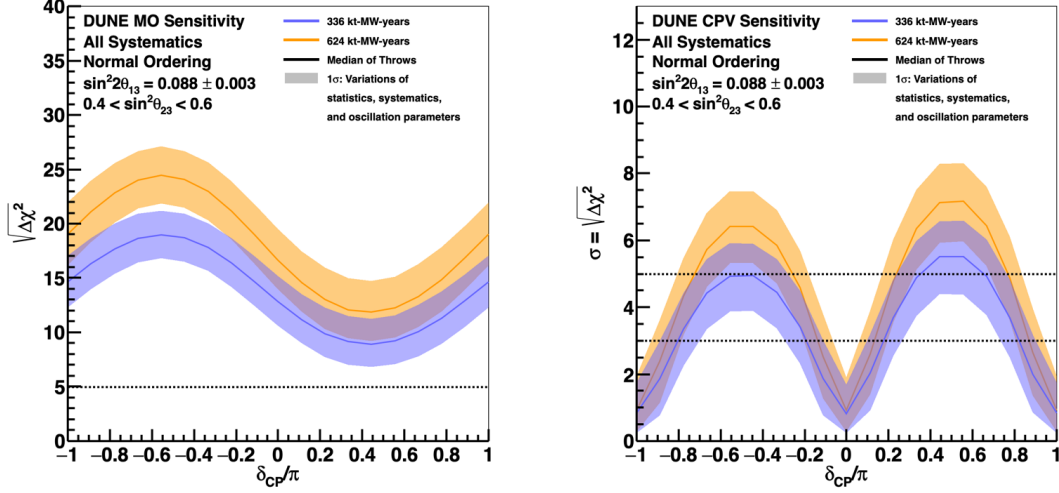 DUNE MO Sensitivity
All Systematics
Normal Ordering
sin²2θ₁₃ = 0.088 ± 0.003
0.4 < sin²θ₂₃ < 0.6
336 kt-MW-years
624 kt-MW-years
Median of Throws
1σ: Variations of
statistics, systematics,
and oscillation parameters
40
35
30
25
20
15
10
5
0
√Δχ²
−1 −0.8 −0.6 −0.4 −0.2 0 0.2 0.4 0.6 0.8 1
δCP/π
DUNE CPV Sensitivity
All Systematics
Normal Ordering
sin²2θ₁₃ = 0.088 ± 0.003
0.4 < sin²θ₂₃ < 0.6
336 kt-MW-years
624 kt-MW-years
Median of Throws
1σ: Variations of
statistics, systematics,
and oscillation parameters
12
10
8
6
4
2
0
σ = √Δχ²
−1 −0.8 −0.6 −0.4 −0.2 0 0.2 0.4 0.6 0.8 1
δCP/π